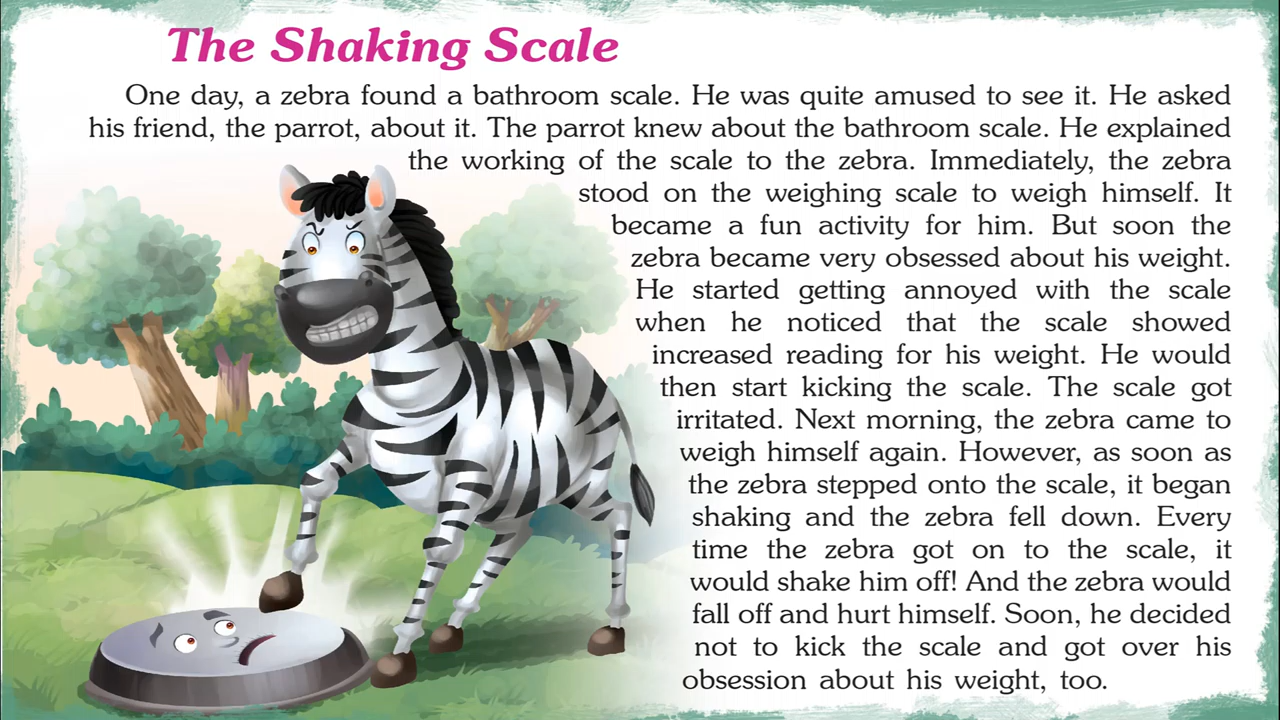 The Shaking Scale
One day, a zebra found a bathroom scale. He was quite amused to see it. He asked
his friend, the parrot, about it. The parrot knew about the bathroom scale. He explained
the working of the scale to the zebra. Immediately, the zebra
stood on the weighing scale to weigh himself. It
became a fun activity for him. But soon the
zebra became very obsessed about his weight.
He started getting annoyed with the scale
when he noticed that the scale showed
increased reading for his weight. He would
then start kicking the scale. The scale got
irritated. Next morning, the zebra came to
weigh himself again. However, as soon as
the zebra stepped onto the scale, it began
shaking and the zebra fell down. Every
time the zebra got on to the scale, it
would shake him off! And the zebra would
fall off and hurt himself. Soon, he decided
not to kick the scale and got over his
obsession about his weight, too.